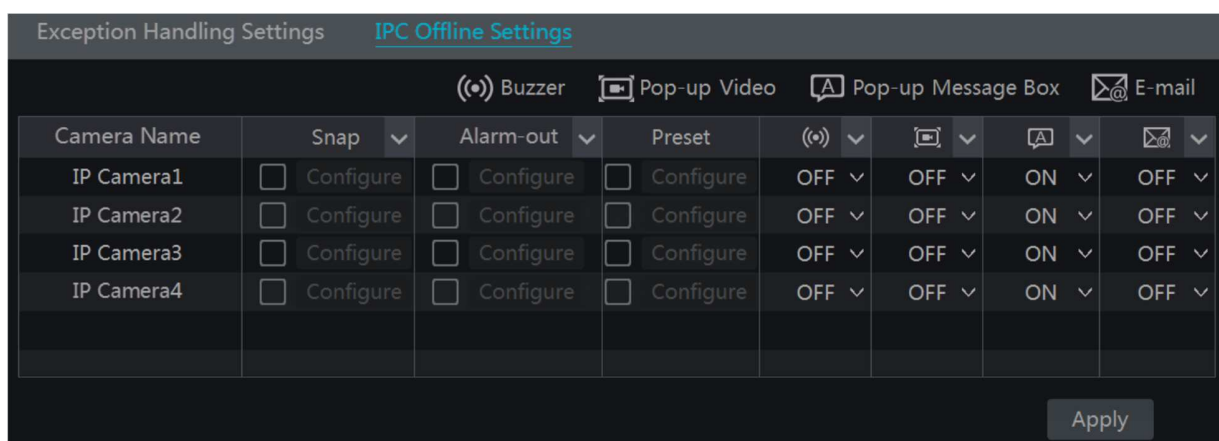 Exception Handling Settings IPC Offline Settings
Buzzer Pop-up Video A Pop-up Message Box @ E-mail
Camera Name Snap Alarm-out Preset A @
IP Camera1 Configure Configure Configure OFF OFF ON OFF
IP Camera2 Configure Configure Configure OFF OFF ON OFF
IP Camera3 Configure Configure Configure OFF OFF ON OFF
IP Camera4 Configure Configure Configure OFF OFF ON OFF
Apply